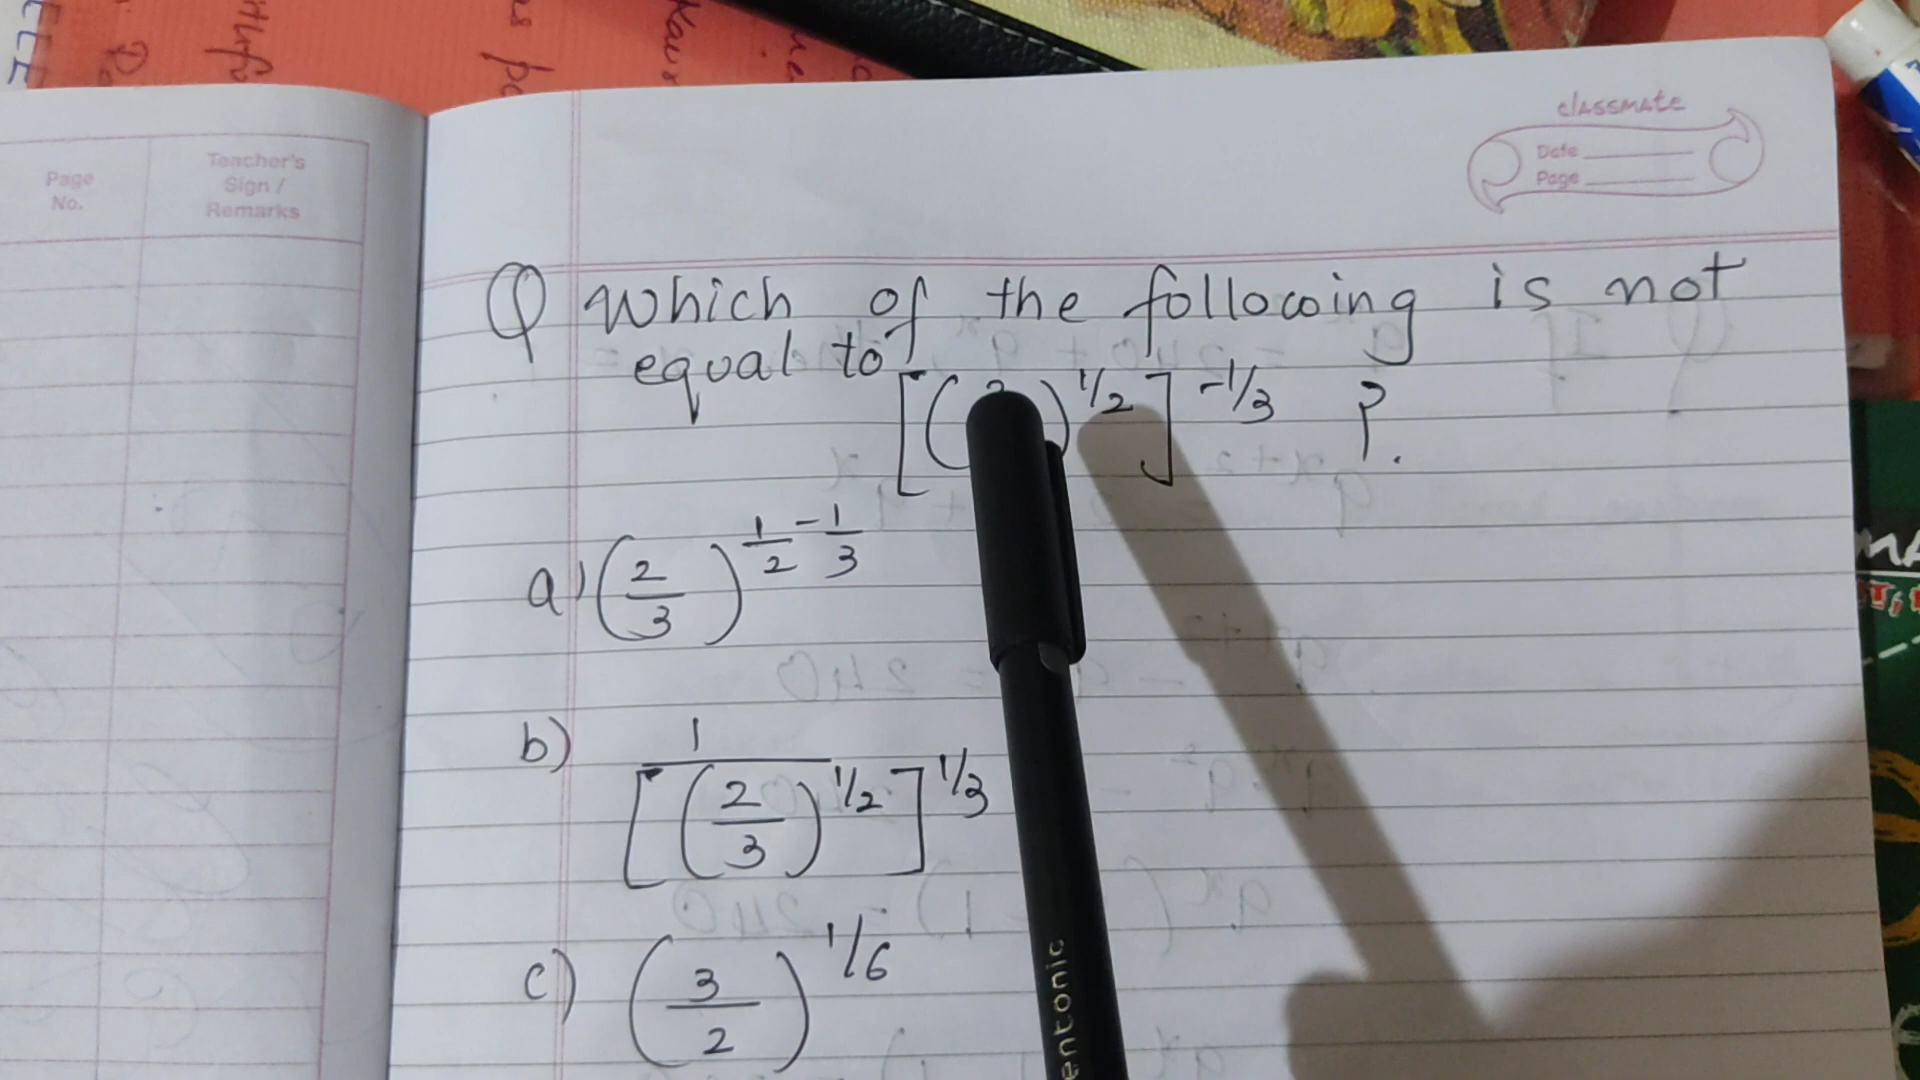 classmate
Date
Page
Page No.
Teacher's Sign / Remarks
Q Which of the following is not
equal to
[( )^1/2]^-1/3 ?.
a) (2/3)^1/2 - 1/3
b) 1/[(2/3)^1/2]^1/3
c) (3/2)^1/6
entonic